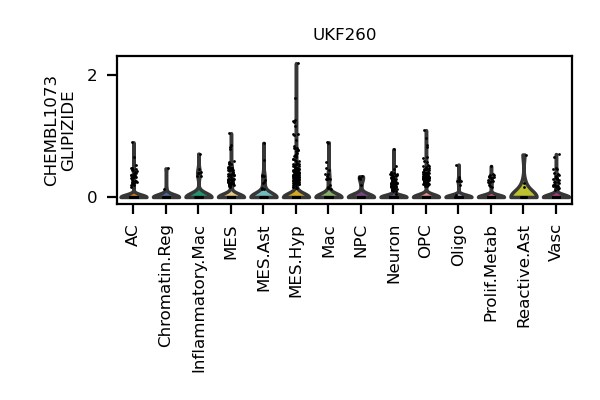 UKF260
CHEMBL1073
GLIPIZIDE
2
0
AC
Chromatin.Reg
Inflammatory.Mac
MES
MES.Ast
MES.Hyp
Mac
NPC
Neuron
OPC
Oligo
Prolif.Metab
Reactive.Ast
Vasc